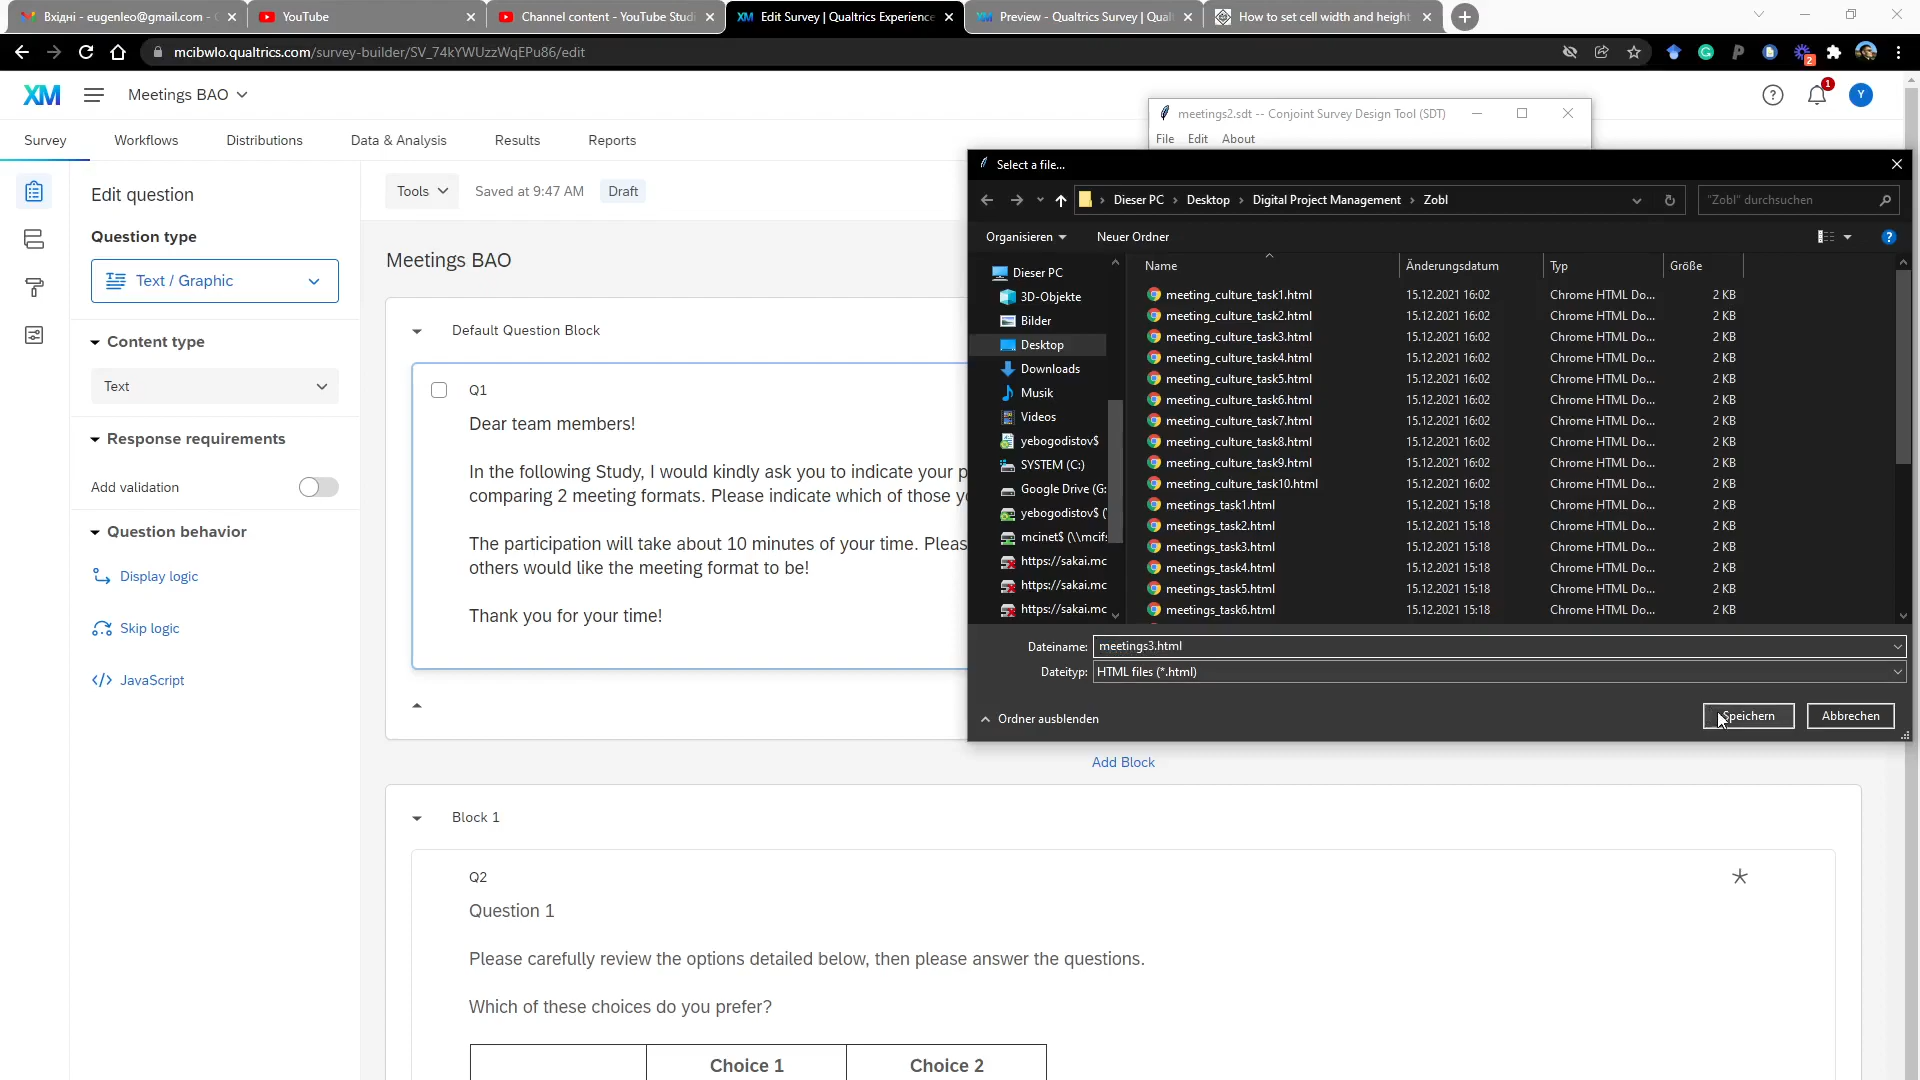 Вхідні - eugenleo@gmail.com -
YouTube
Channel content - YouTube Studi
Edit Survey | Qualtrics Experience
Preview - Qualtrics Survey | Qual
How to set cell width and height
mcibwlo.qualtrics.com/survey-builder/SV_74kYWUzzWqEPu86/edit
2
XM
Meetings BAO
1
Y
Survey
Workflows
Distributions
Data & Analysis
Results
Reports
meetings2.sdt -- Conjoint Survey Design Tool (SDT)
File Edit About
Edit question
Question type
Text / Graphic
Content type
Text
Response requirements
Add validation
Question behavior
Display logic
Skip logic
JavaScript
Tools
Saved at 9:47 AM
Draft
Meetings BAO
Default Question Block
Q1
Dear team members!
In the following Study, I would kindly ask you to indicate your p
comparing 2 meeting formats. Please indicate which of those yo
The participation will take about 10 minutes of your time. Pleas
others would like the meeting format to be!
Thank you for your time!
Add Block
Block 1
Q2
Question 1
Please carefully review the options detailed below, then please answer the questions.
Which of these choices do you prefer?
Choice 1
Choice 2
Select a file...
Dieser PC
Desktop
Digital Project Management
Zobl
"Zobl" durchsuchen
Organisieren
Neuer Ordner
Dieser PC
3D-Objekte
Bilder
Desktop
Downloads
Musik
Videos
yebogodistov$
SYSTEM (C:)
Google Drive (G:
yebogodistov$ (
mcinet$ (\\mcif:
https://sakai.mc
https://sakai.mc
https://sakai.mc
Name Änderungsdatum Typ Größe
meeting_culture_task1.html 15.12.2021 16:02 Chrome HTML Do... 2 KB
meeting_culture_task2.html 15.12.2021 16:02 Chrome HTML Do... 2 KB
meeting_culture_task3.html 15.12.2021 16:02 Chrome HTML Do... 2 KB
meeting_culture_task4.html 15.12.2021 16:02 Chrome HTML Do... 2 KB
meeting_culture_task5.html 15.12.2021 16:02 Chrome HTML Do... 2 KB
meeting_culture_task6.html 15.12.2021 16:02 Chrome HTML Do... 2 KB
meeting_culture_task7.html 15.12.2021 16:02 Chrome HTML Do... 2 KB
meeting_culture_task8.html 15.12.2021 16:02 Chrome HTML Do... 2 KB
meeting_culture_task9.html 15.12.2021 16:02 Chrome HTML Do... 2 KB
meeting_culture_task10.html 15.12.2021 16:02 Chrome HTML Do... 2 KB
meetings_task1.html 15.12.2021 15:18 Chrome HTML Do... 2 KB
meetings_task2.html 15.12.2021 15:18 Chrome HTML Do... 2 KB
meetings_task3.html 15.12.2021 15:18 Chrome HTML Do... 2 KB
meetings_task4.html 15.12.2021 15:18 Chrome HTML Do... 2 KB
meetings_task5.html 15.12.2021 15:18 Chrome HTML Do... 2 KB
meetings_task6.html 15.12.2021 15:18 Chrome HTML Do... 2 KB
Dateiname: meetings3.html
Dateityp: HTML files (*.html)
Ordner ausblenden
Speichern
Abbrechen